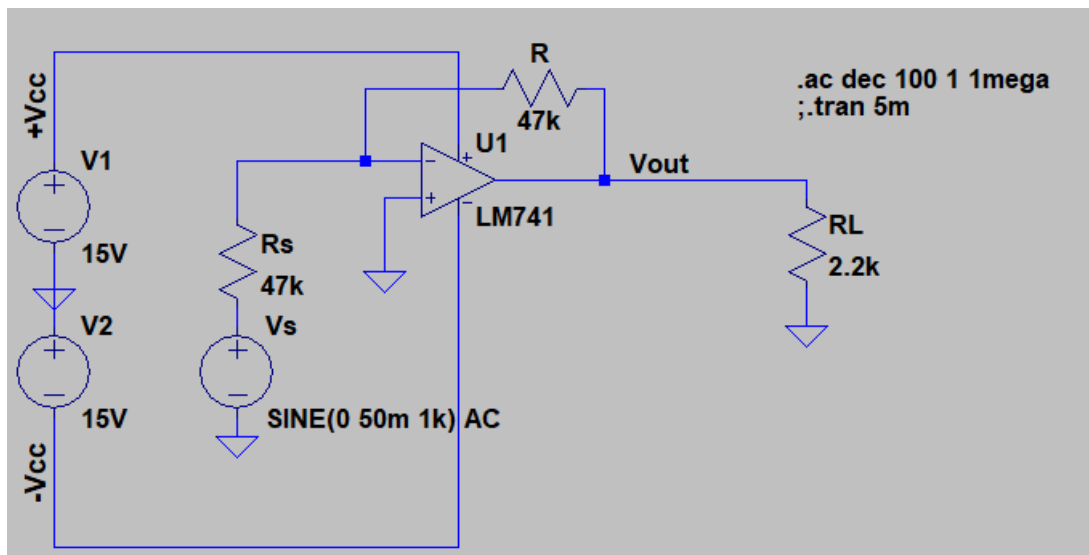 R
47k
.ac dec 100 1 1mega
;.tran 5m
+Vcc
V1
15V
U1
LM741
Vout
Rs
47k
RL
2.2k
V2
15V
Vs
SINE(0 50m 1k) AC
-Vcc